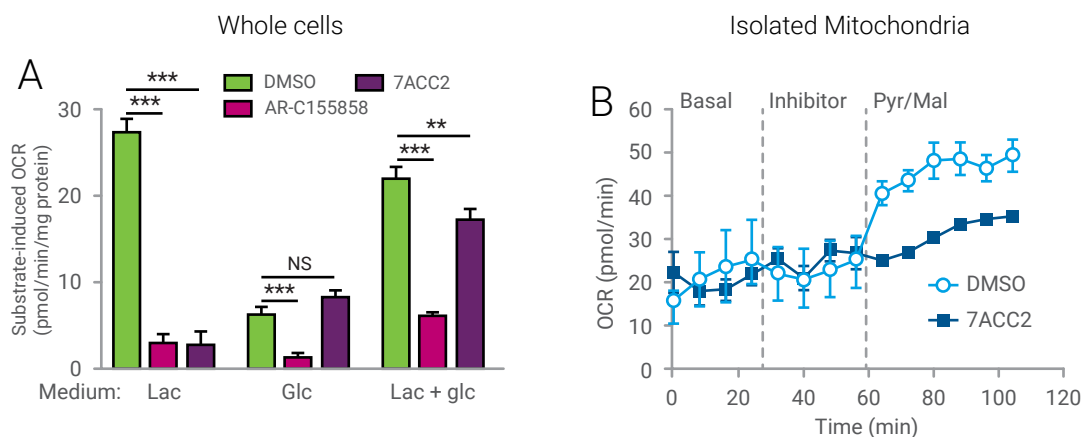 Whole cells
Isolated Mitochondria
A
DMSO
7ACC2
AR-C155858
Substrate-induced OCR
(pmol/min/mg protein)
30
20
10
0
***
***
NS
***
**
***
Medium: Lac Glc Lac + glc
B
Basal Inhibitor Pyr/Mal
OCR (pmol/min)
60
50
40
30
20
10
0
DMSO
7ACC2
0 20 40 60 80 100 120
Time (min)